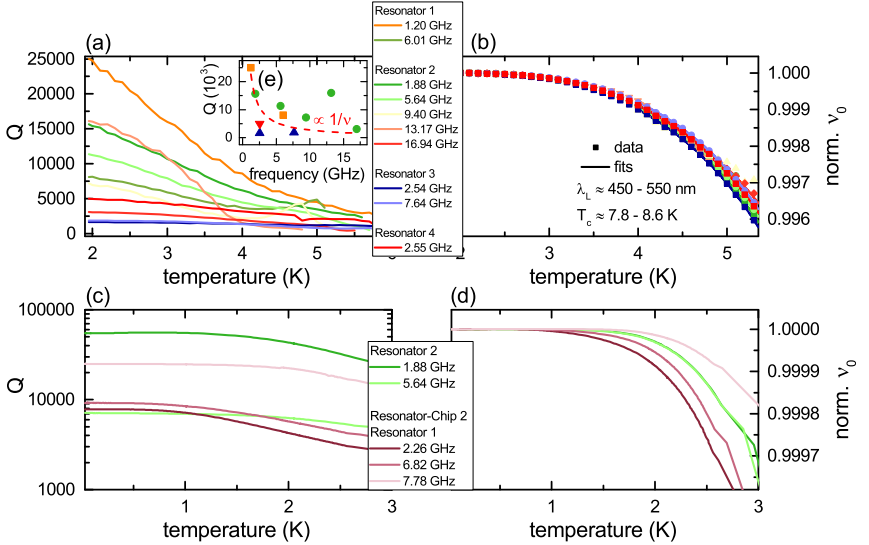 (a)
25000
20000
15000
10000
5000
0
Q
2
3
4
5
6
temperature (K)
(e)
Q (10³)
20
10
0
0
5
10
15
frequency (GHz)
∝ 1/ν
Resonator 1
1.20 GHz
6.01 GHz
Resonator 2
1.88 GHz
5.64 GHz
9.40 GHz
13.17 GHz
16.94 GHz
Resonator 3
2.54 GHz
7.64 GHz
Resonator 4
2.55 GHz
(b)
data
fits
λL ≈ 450 - 550 nm
Tc ≈ 7.8 - 8.6 K
2
3
4
5
temperature (K)
1.000
0.999
0.998
0.997
0.996
norm. ν₀
(c)
100000
10000
1000
Q
1
2
3
temperature (K)
Resonator 2
1.88 GHz
5.64 GHz
Resonator-Chip 2
Resonator 1
2.26 GHz
6.82 GHz
7.78 GHz
(d)
1
2
3
temperature (K)
1.0000
0.9999
0.9998
0.9997
norm. ν₀